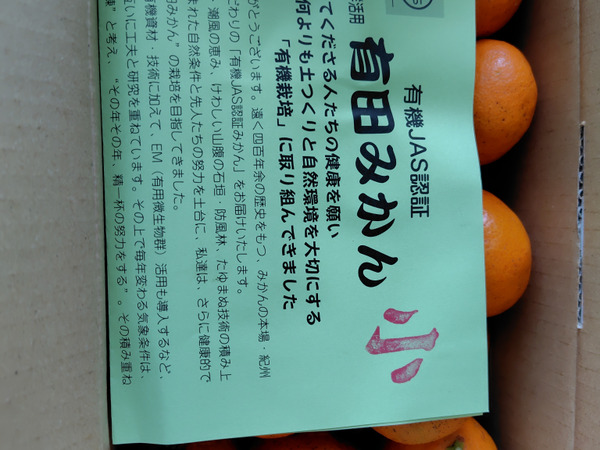 活用
有機JAS認証
有田みかん
小
てくださる人たちの健康を願い
何よりも土つくりと自然環境を大切にする
「有機栽培」に取り組んできました
がとうございます。遠く四百年余の歴史をもつ、みかんの本場・紀州
だわりの「有機JAS認証みかん」をお届けいたします。
・潮風の恵み、けわしい山腹の石垣・防風林、たゆまぬ技術の積み上
まれた自然条件と先人たちの努力を土台に、私達は、さらに健康的で
みかん”の栽培を目指してきました。
有機資材・技術に加えて、EM（有用微生物群）活用も導入するなど、
互いに工夫と研究を重ねています。その上で毎年変わる気象条件は、
”と考え、“その年その年、精一杯の努力をする”。その積み重ね